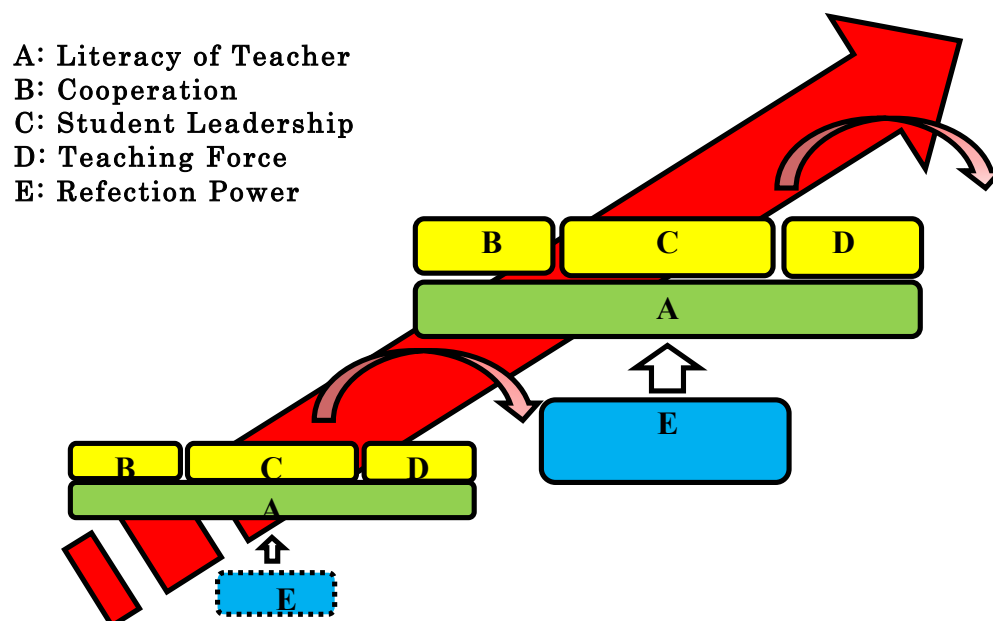 A: Literacy of Teacher
B: Cooperation
C: Student Leadership
D: Teaching Force
E: Refection Power
B C D
A
E
B C D
A
E